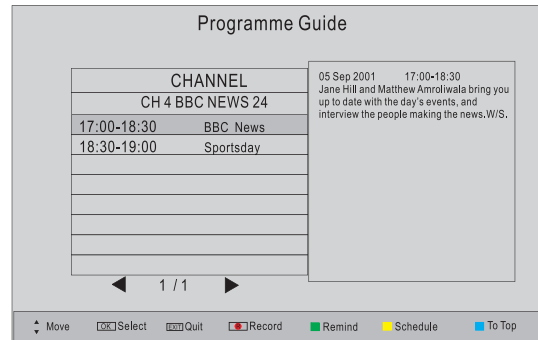 Programme Guide
CHANNEL
CH 4 BBC NEWS 24
17:00-18:30 BBC News
18:30-19:00 Sportsday
1 / 1
05 Sep 2001 17:00-18:30
Jane Hill and Matthew Amroliwala bring you
up to date with the day's events, and
interview the people making the news.W/S.
Move OK Select EXIT Quit Record Remind Schedule To Top